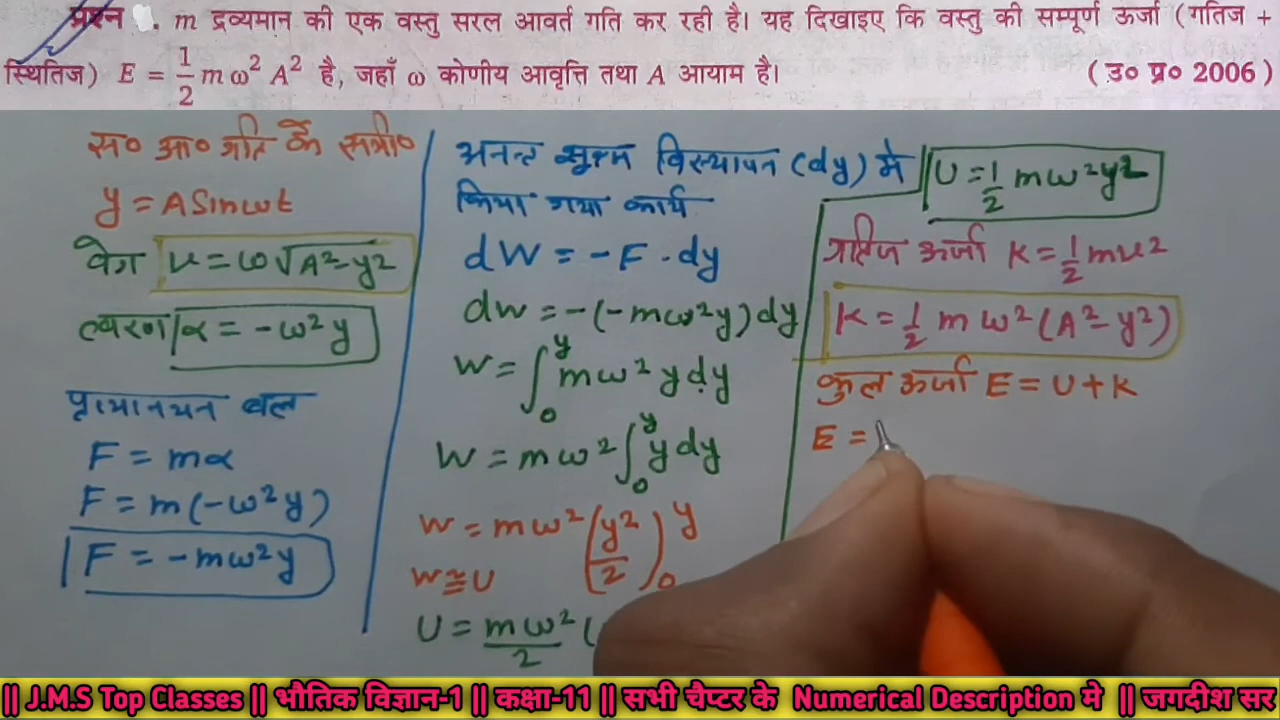 प्रश्न . m द्रव्यमान की एक वस्तु सरल आवर्त गति कर रही है। यह दिखाइए कि वस्तु की सम्पूर्ण ऊर्जा (गतिज +
स्थितिज) E = 1/2 m ω² A² है, जहाँ ω कोणीय आवृत्ति तथा A आयाम है। (उ० प्र० 2006)
स० आ० गति के समी०
y = A Sin ωt
वेग u = ω√A²-y²
त्वरण α = -ω²y
प्रत्यानयन बल
F = mα
F = m(-ω²y)
F = -mω²y
अनन्त सूक्ष्म विस्थापन (dy) मे
किया गया कार्य
dW = -F · dy
dw = -(-mω²y) dy
W = ∫₀ʸ mω² y dy
W = mω² ∫₀ʸ y dy
W = mω² (y²/2)₀ʸ
W ≅ U
U = mω²/2 (
U = 1/2 mω²y²
गतिज ऊर्जा K = 1/2 mu²
K = 1/2 m ω² (A²-y²)
कुल ऊर्जा E = U + K
E =
|| J.M.S Top Classes || भौतिक विज्ञान-1 || कक्षा-11 || सभी चैप्टर के Numerical Description मे || जगदीश सर